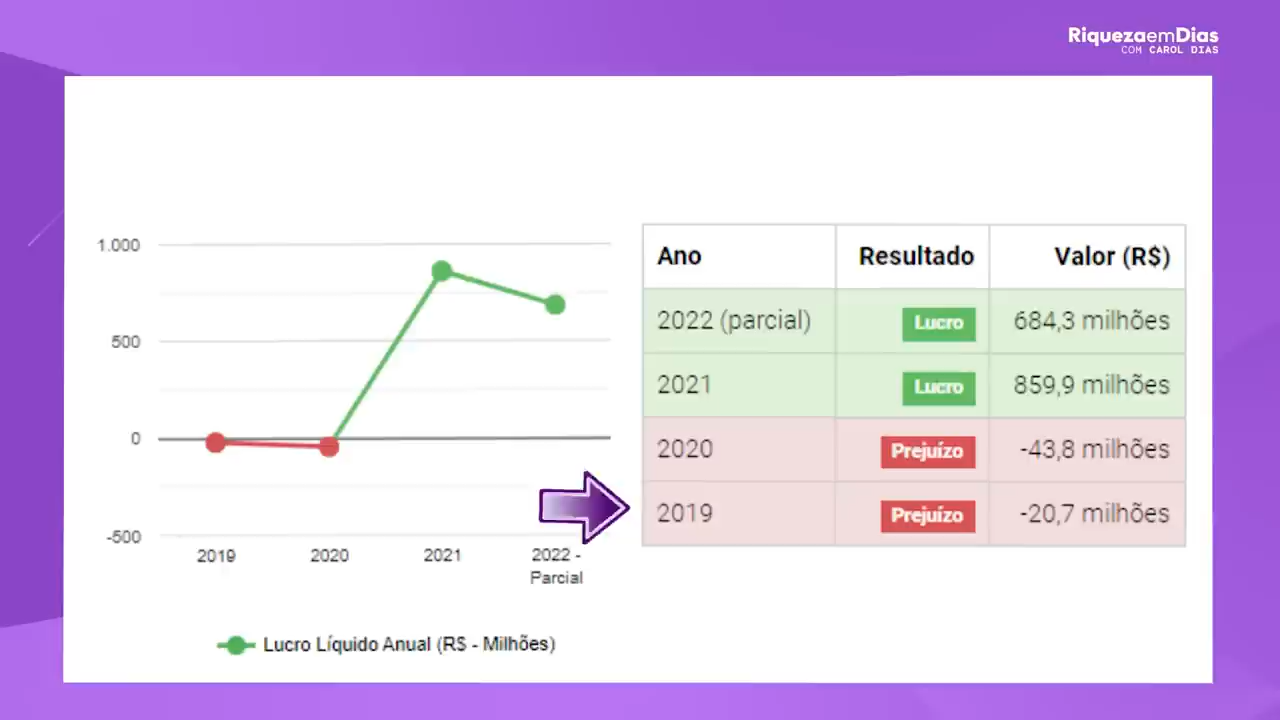 RiquezaemDias
COM CAROL DIAS
1.000
500
0
-500
2019
2020
2021
2022 -
Parcial
Lucro Líquido Anual (R$ - Milhões)
Ano Resultado Valor (R$)
2022 (parcial) Lucro 684,3 milhões
2021 Lucro 859,9 milhões
2020 Prejuízo -43,8 milhões
2019 Prejuízo -20,7 milhões